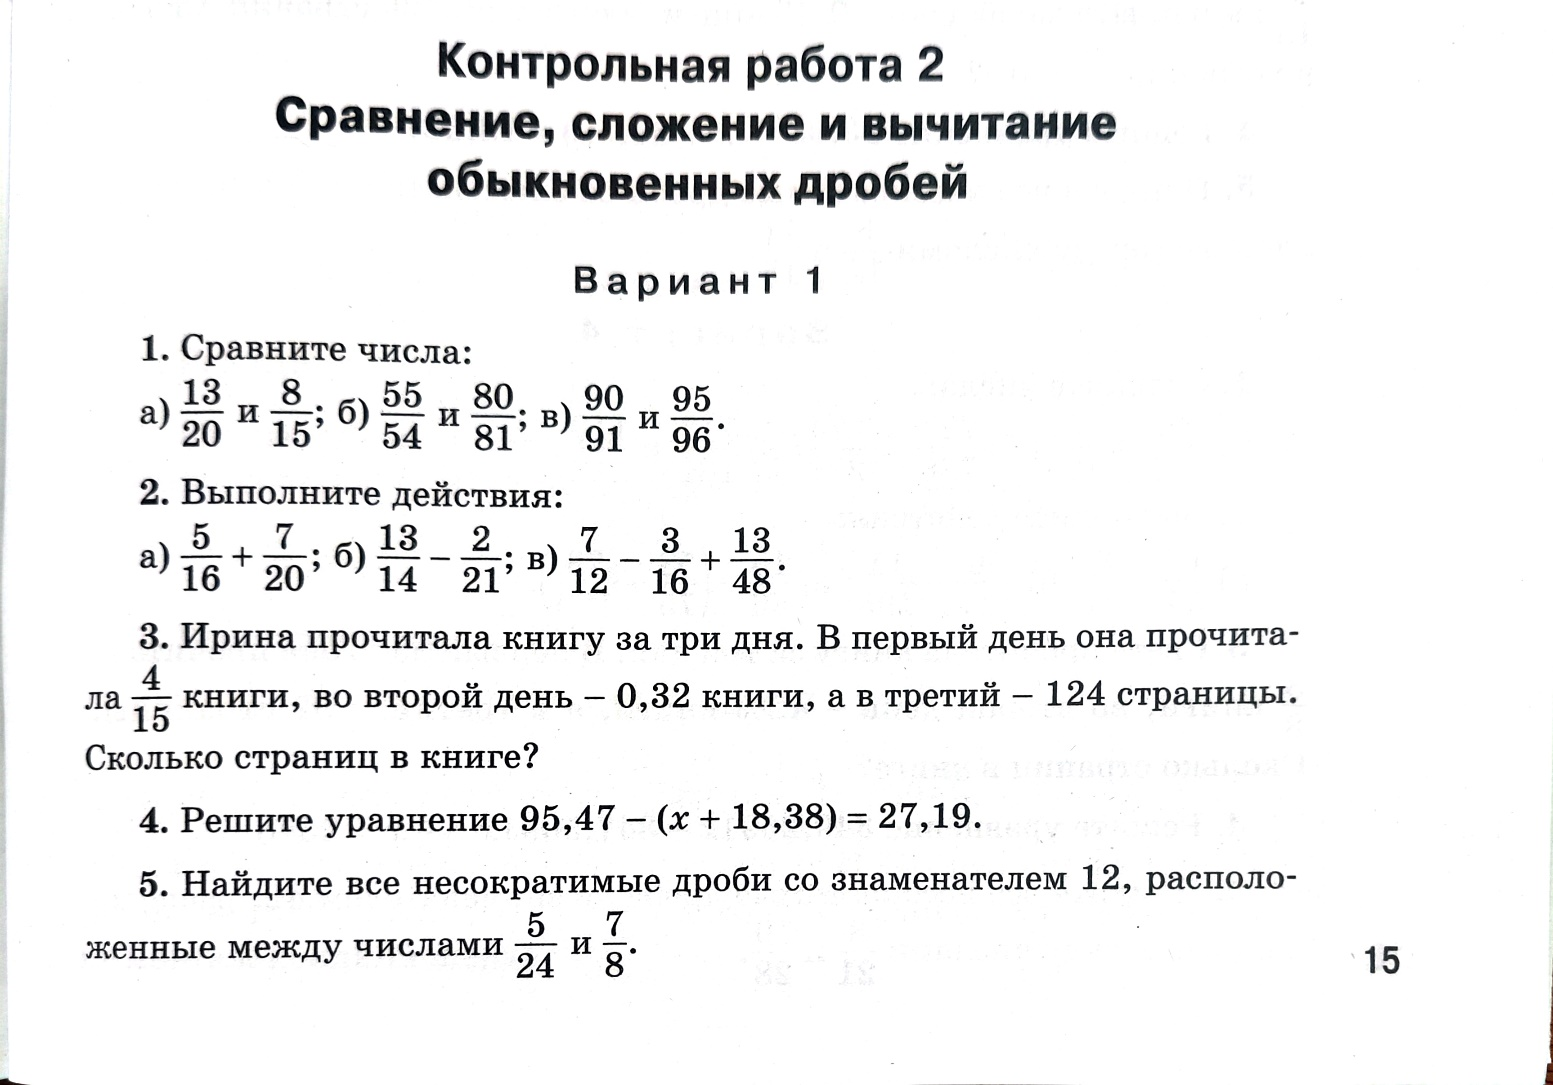 Контрольная работа 2
Сравнение, сложение и вычитание
обыкновенных дробей
Вариант 1
1. Сравните числа:
а) 13/20 и 8/15; б) 55/54 и 80/81; в) 90/91 и 95/96.
2. Выполните действия:
а) 5/16 + 7/20; б) 13/14 – 2/21; в) 7/12 – 3/16 + 13/48.
3. Ирина прочитала книгу за три дня. В первый день она прочита-
ла 4/15 книги, во второй день – 0,32 книги, а в третий – 124 страницы.
Сколько страниц в книге?
4. Решите уравнение 95,47 – (x + 18,38) = 27,19.
5. Найдите все несократимые дроби со знаменателем 12, располо-
женные между числами 5/24 и 7/8.
15